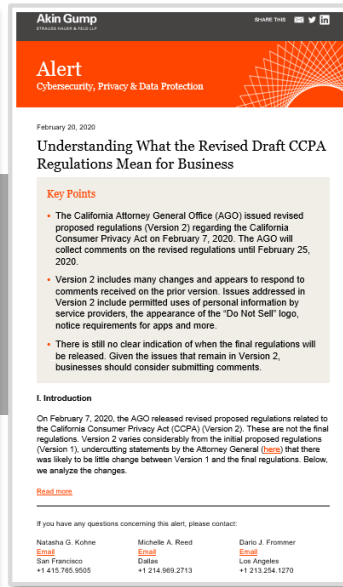 Akin Gump
STRAUSS HAUER & FELD LLP
SHARE THIS
in
Alert
Cybersecurity, Privacy & Data Protection
February 20, 2020
Understanding What the Revised Draft CCPA
Regulations Mean for Business
Key Points
• The California Attorney General Office (AGO) issued revised
proposed regulations (Version 2) regarding the California
Consumer Privacy Act on February 7, 2020. The AGO will
collect comments on the revised regulations until February 25,
2020.
• Version 2 includes many changes and appears to respond to
comments received on the prior version. Issues addressed in
Version 2 include permitted uses of personal information by
service providers, the appearance of the “Do Not Sell” logo,
notice requirements for apps and more.
• There is still no clear indication of when the final regulations will
be released. Given the issues that remain in Version 2,
businesses should consider submitting comments.
I. Introduction
On February 7, 2020, the AGO released revised proposed regulations related to
the California Consumer Privacy Act (CCPA) (Version 2). These are not the final
regulations. Version 2 varies considerably from the initial proposed regulations
(Version 1), undercutting statements by the Attorney General (here) that there
was likely to be little change between Version 1 and the final regulations. Below,
we analyze the changes.
Read more
If you have any questions concerning this alert, please contact:
Natasha G. Kohne Michelle A. Reed Dario J. Frommer
Email Email Email
San Francisco Dallas Los Angeles
+1 415.765.9505 +1 214.969.2713 +1 213.254.1270